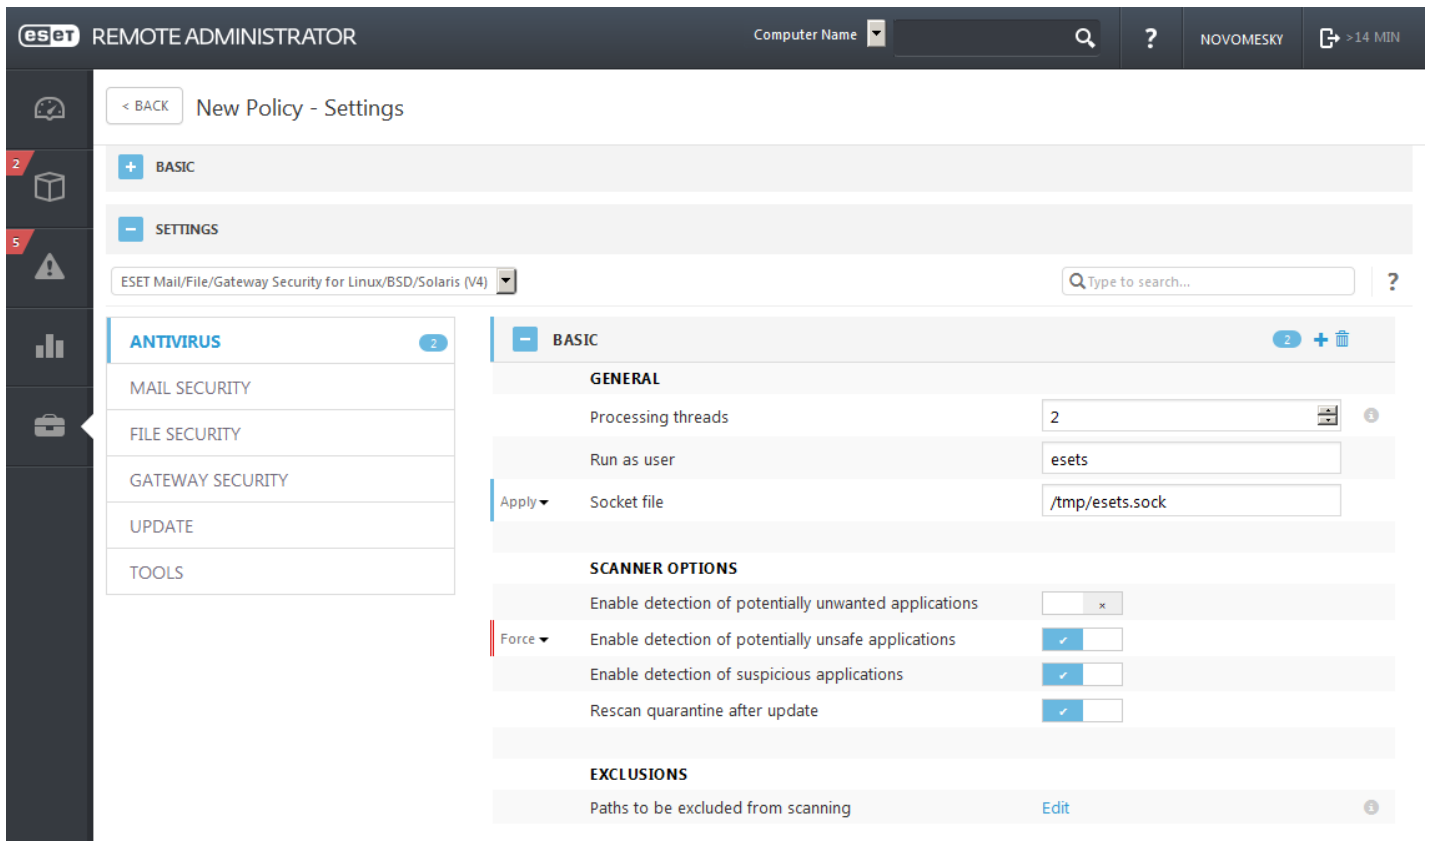 eset REMOTE ADMINISTRATOR Computer Name ? NOVOMESKY >14 MIN
< BACK New Policy - Settings
2
5
+ BASIC
- SETTINGS
ESET Mail/File/Gateway Security for Linux/BSD/Solaris (V4) Type to search... ?
ANTIVIRUS 2
MAIL SECURITY
FILE SECURITY
GATEWAY SECURITY
UPDATE
TOOLS
- BASIC 2 +
GENERAL
Processing threads 2
Run as user esets
Apply Socket file /tmp/esets.sock
SCANNER OPTIONS
Enable detection of potentially unwanted applications ×
Force Enable detection of potentially unsafe applications ✓
Enable detection of suspicious applications ✓
Rescan quarantine after update ✓
EXCLUSIONS
Paths to be excluded from scanning Edit